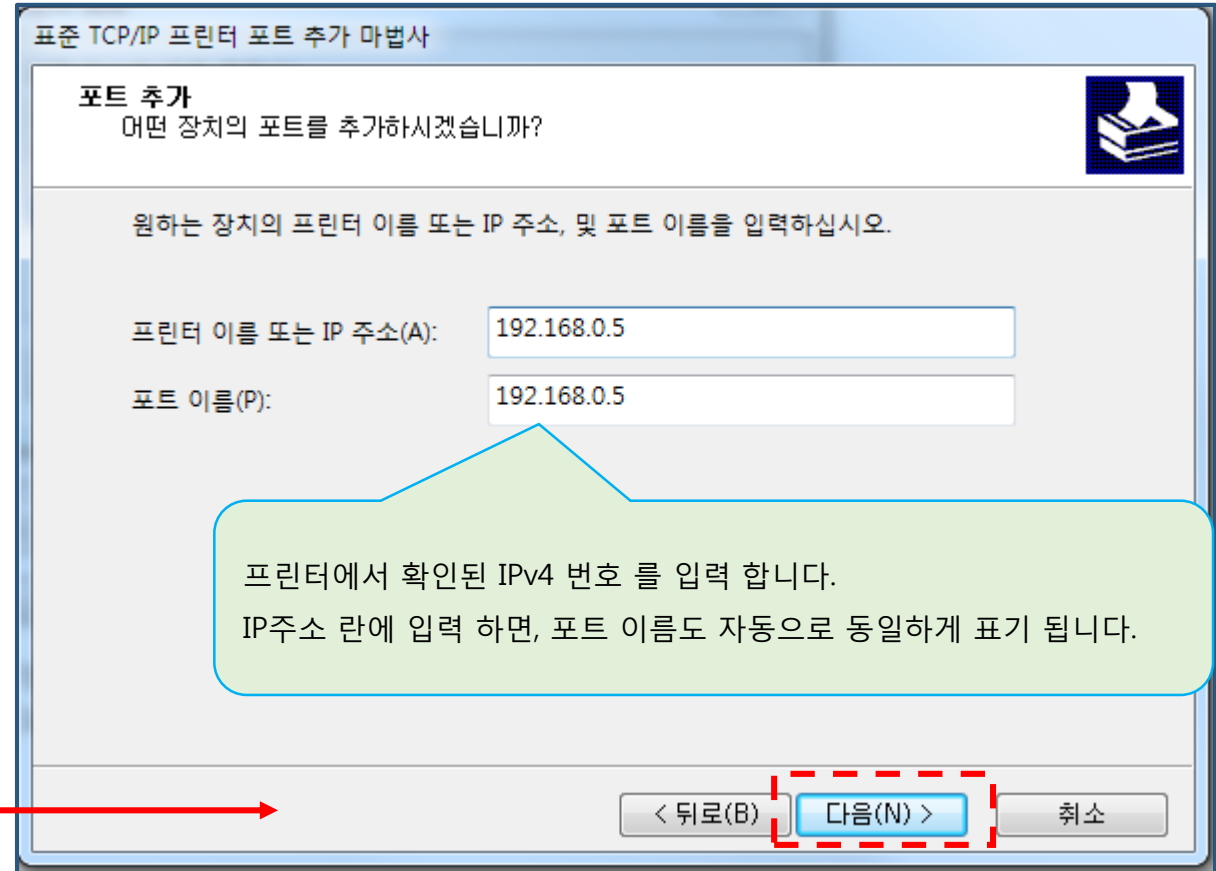 표준 TCP/IP 프린터 포트 추가 마법사
포트 추가
어떤 장치의 포트를 추가하시겠습니까?
원하는 장치의 프린터 이름 또는 IP 주소, 및 포트 이름을 입력하십시오.
프린터 이름 또는 IP 주소(A):
192.168.0.5
포트 이름(P):
192.168.0.5
프린터에서 확인된 IPv4 번호 를 입력 합니다.
IP주소 란에 입력 하면, 포트 이름도 자동으로 동일하게 표기 됩니다.
< 뒤로(B)
다음(N) >
취소